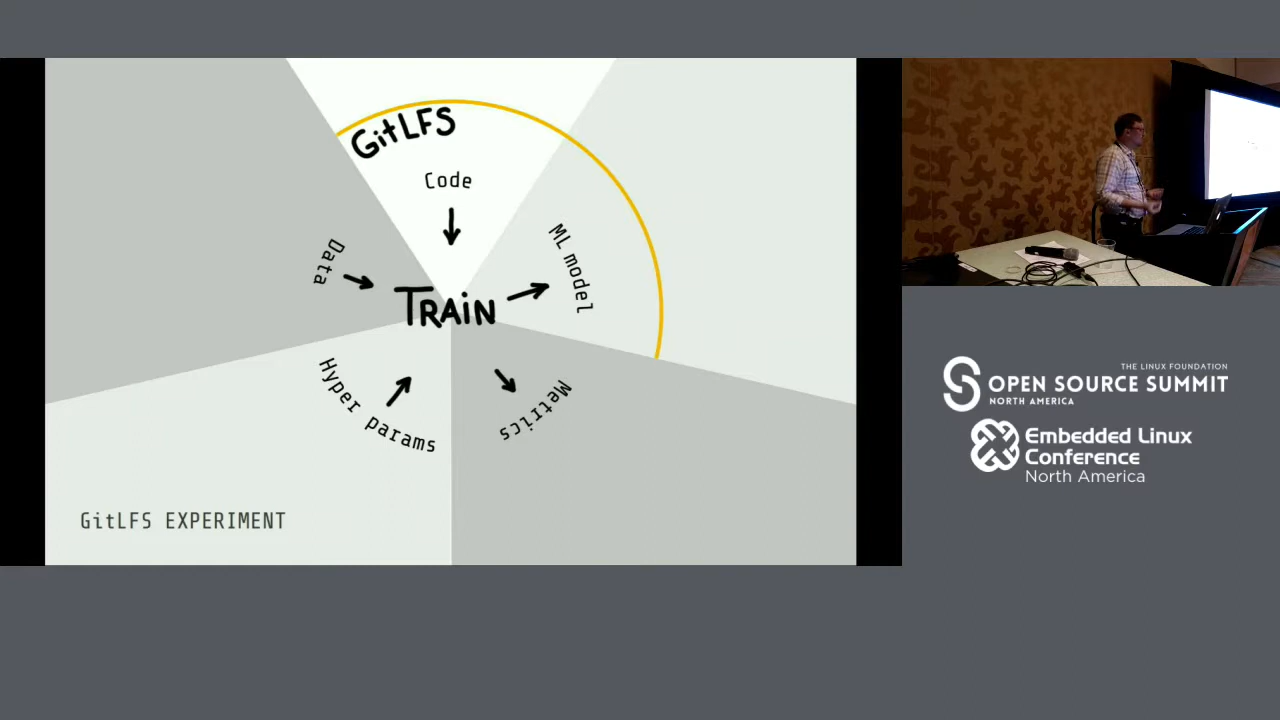 GitLFS
Code
Data
ML model
TRAiN
Hyper params
Metrics
GitLFS EXPERIMENT
THE LINUX FOUNDATION
OPEN SOURCE SUMMIT
NORTH AMERICA
Embedded Linux
Conference
North America